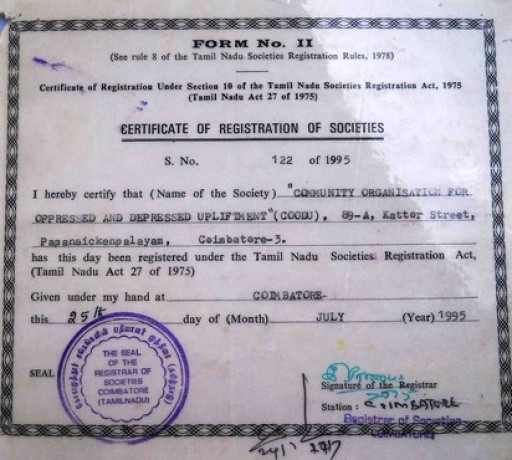 FORM No. II
(See rule 8 of the Tamil Nadu Societies Registration Rules, 1978)
Certificate of Registration Under Section 10 of the Tamil Nadu Societies Registration Act, 1975
(Tamil Nadu Act 27 of 1975)
CERTIFICATE OF REGISTRATION OF SOCIETIES
S. No. 122 of 1995
I hereby certify that (Name of the Society) "COMMUNITY ORGANISATION FOR
OPPRESSED AND DEPRESSED UPLIFTMENT"(COODU), 89-A, Kattor Street,
Papanaickenpalayam, Coimbatore-3.
has this day been registered under the Tamil Nadu Societies Registration Act,
(Tamil Nadu Act 27 of 1975)
Given under my hand at COIMBATORE-
this 25th day of (Month) JULY (Year) 1995
SEAL
THE SEAL
OF THE
REGISTRAR OF
SOCIETIES
COIMBATORE
(TAMILNADU)
Signature of the Registrar
Station : COIMBATORE
Registrar of Societies
COIMBATORE